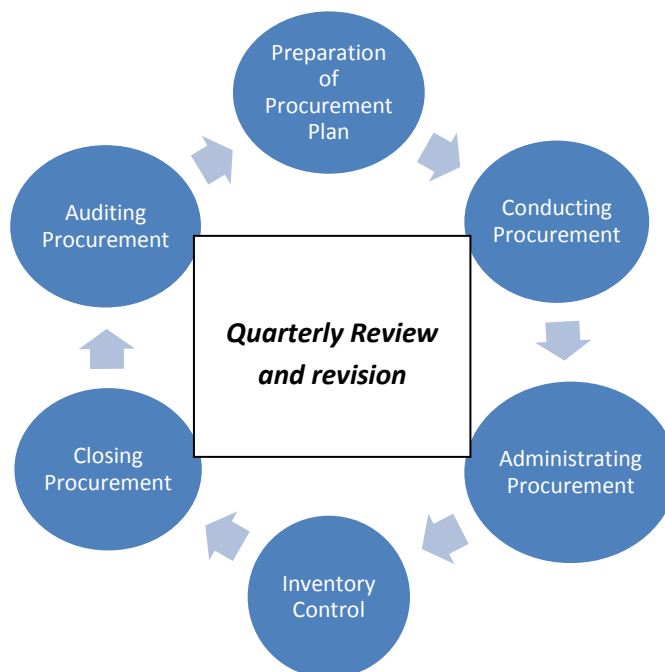 Preparation
of
Procurement
Plan
Conducting
Procurement
Administrating
Procurement
Inventory
Control
Closing
Procurement
Auditing
Procurement
Quarterly Review
and revision